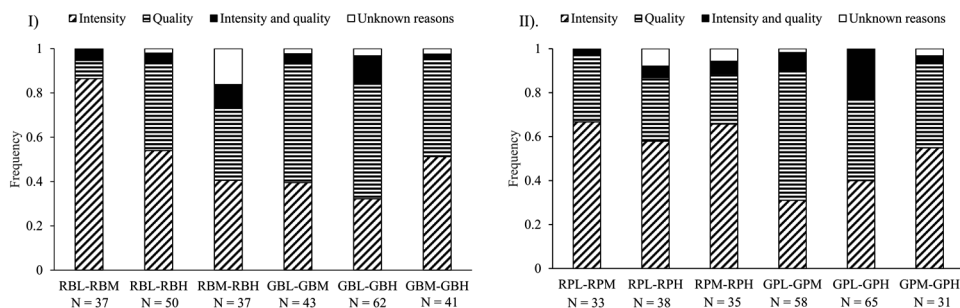 I)
Intensity Quality Intensity and quality Unknown reasons
1
0.8
0.6
0.4
0.2
0
Frequency
RBL-RBM RBL-RBH RBM-RBH GBL-GBM GBL-GBH GBM-GBH
N = 37 N = 50 N = 37 N = 43 N = 62 N = 41
II).
Intensity Quality Intensity and quality Unknown reasons
1
0.8
0.6
0.4
0.2
0
Frequency
RPL-RPM RPL-RPH RPM-RPH GPL-GPM GPL-GPH GPM-GPH
N = 33 N = 38 N = 35 N = 58 N = 65 N = 31